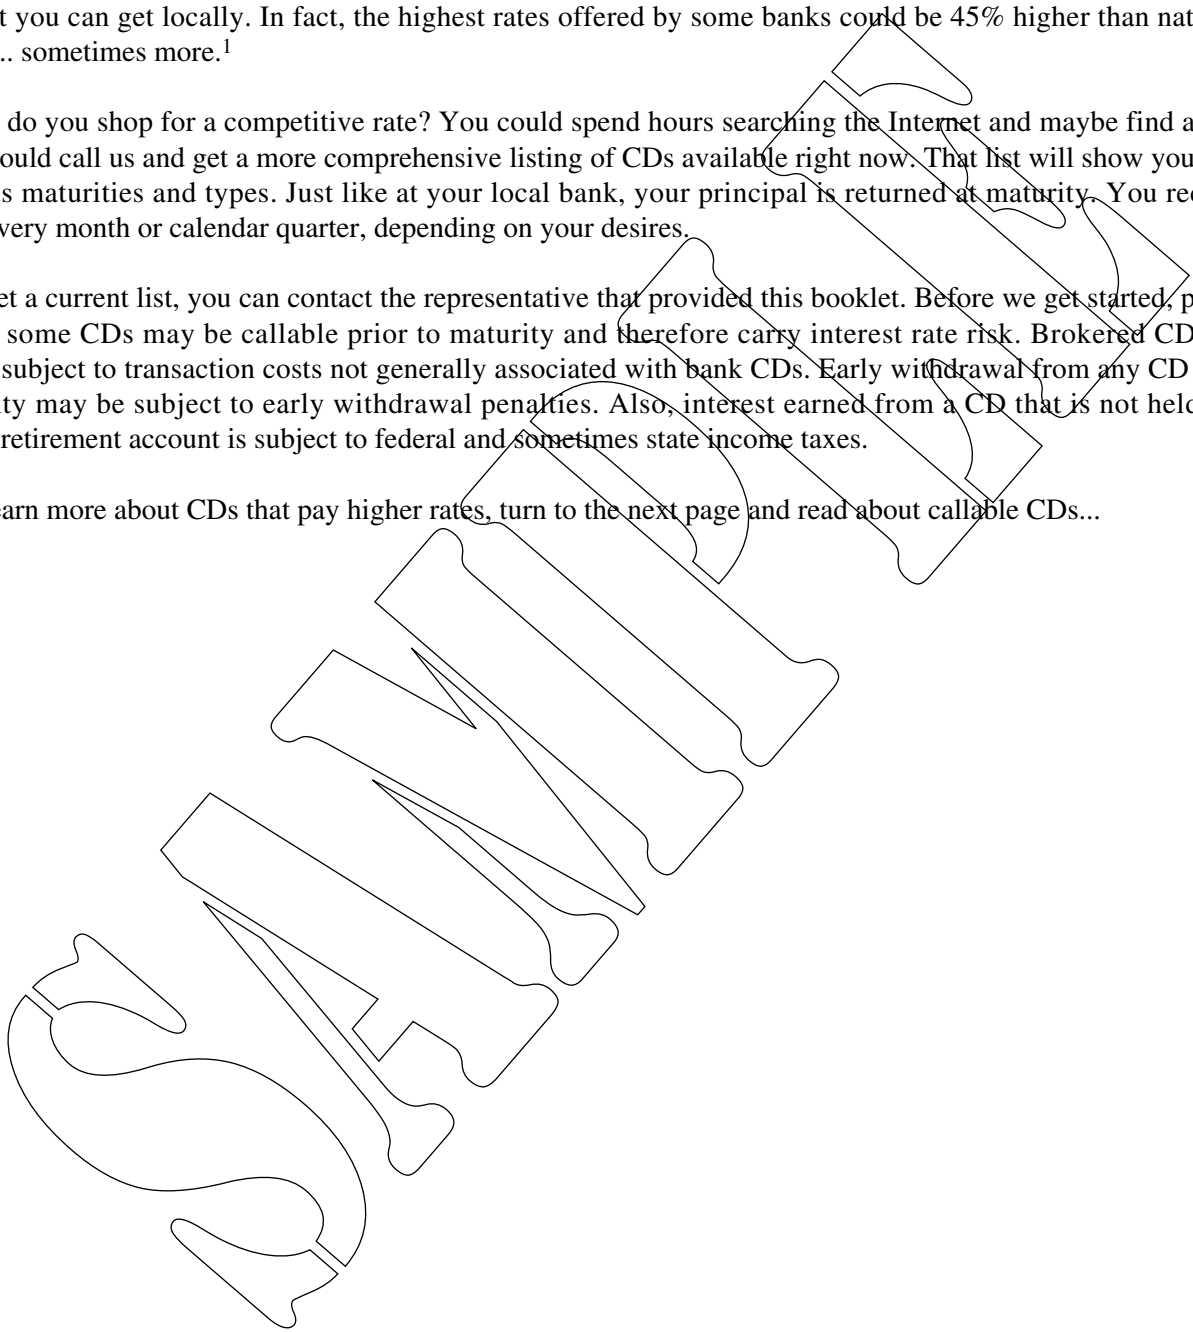 t you can get locally. In fact, the highest rates offered by some banks could be 45% higher than nat
.. sometimes more.1
do you shop for a competitive rate? You could spend hours searching the Internet and maybe find a
ould call us and get a more comprehensive listing of CDs available right now. That list will show you
s maturities and types. Just like at your local bank, your principal is returned at maturity. You rec
very month or calendar quarter, depending on your desires.
et a current list, you can contact the representative that provided this booklet. Before we get started, p
some CDs may be callable prior to maturity and therefore carry interest rate risk. Brokered CD
subject to transaction costs not generally associated with bank CDs. Early withdrawal from any CD
ity may be subject to early withdrawal penalties. Also, interest earned from a CD that is not held
retirement account is subject to federal and sometimes state income taxes.
earn more about CDs that pay higher rates, turn to the next page and read about callable CDs...
SAMPLE